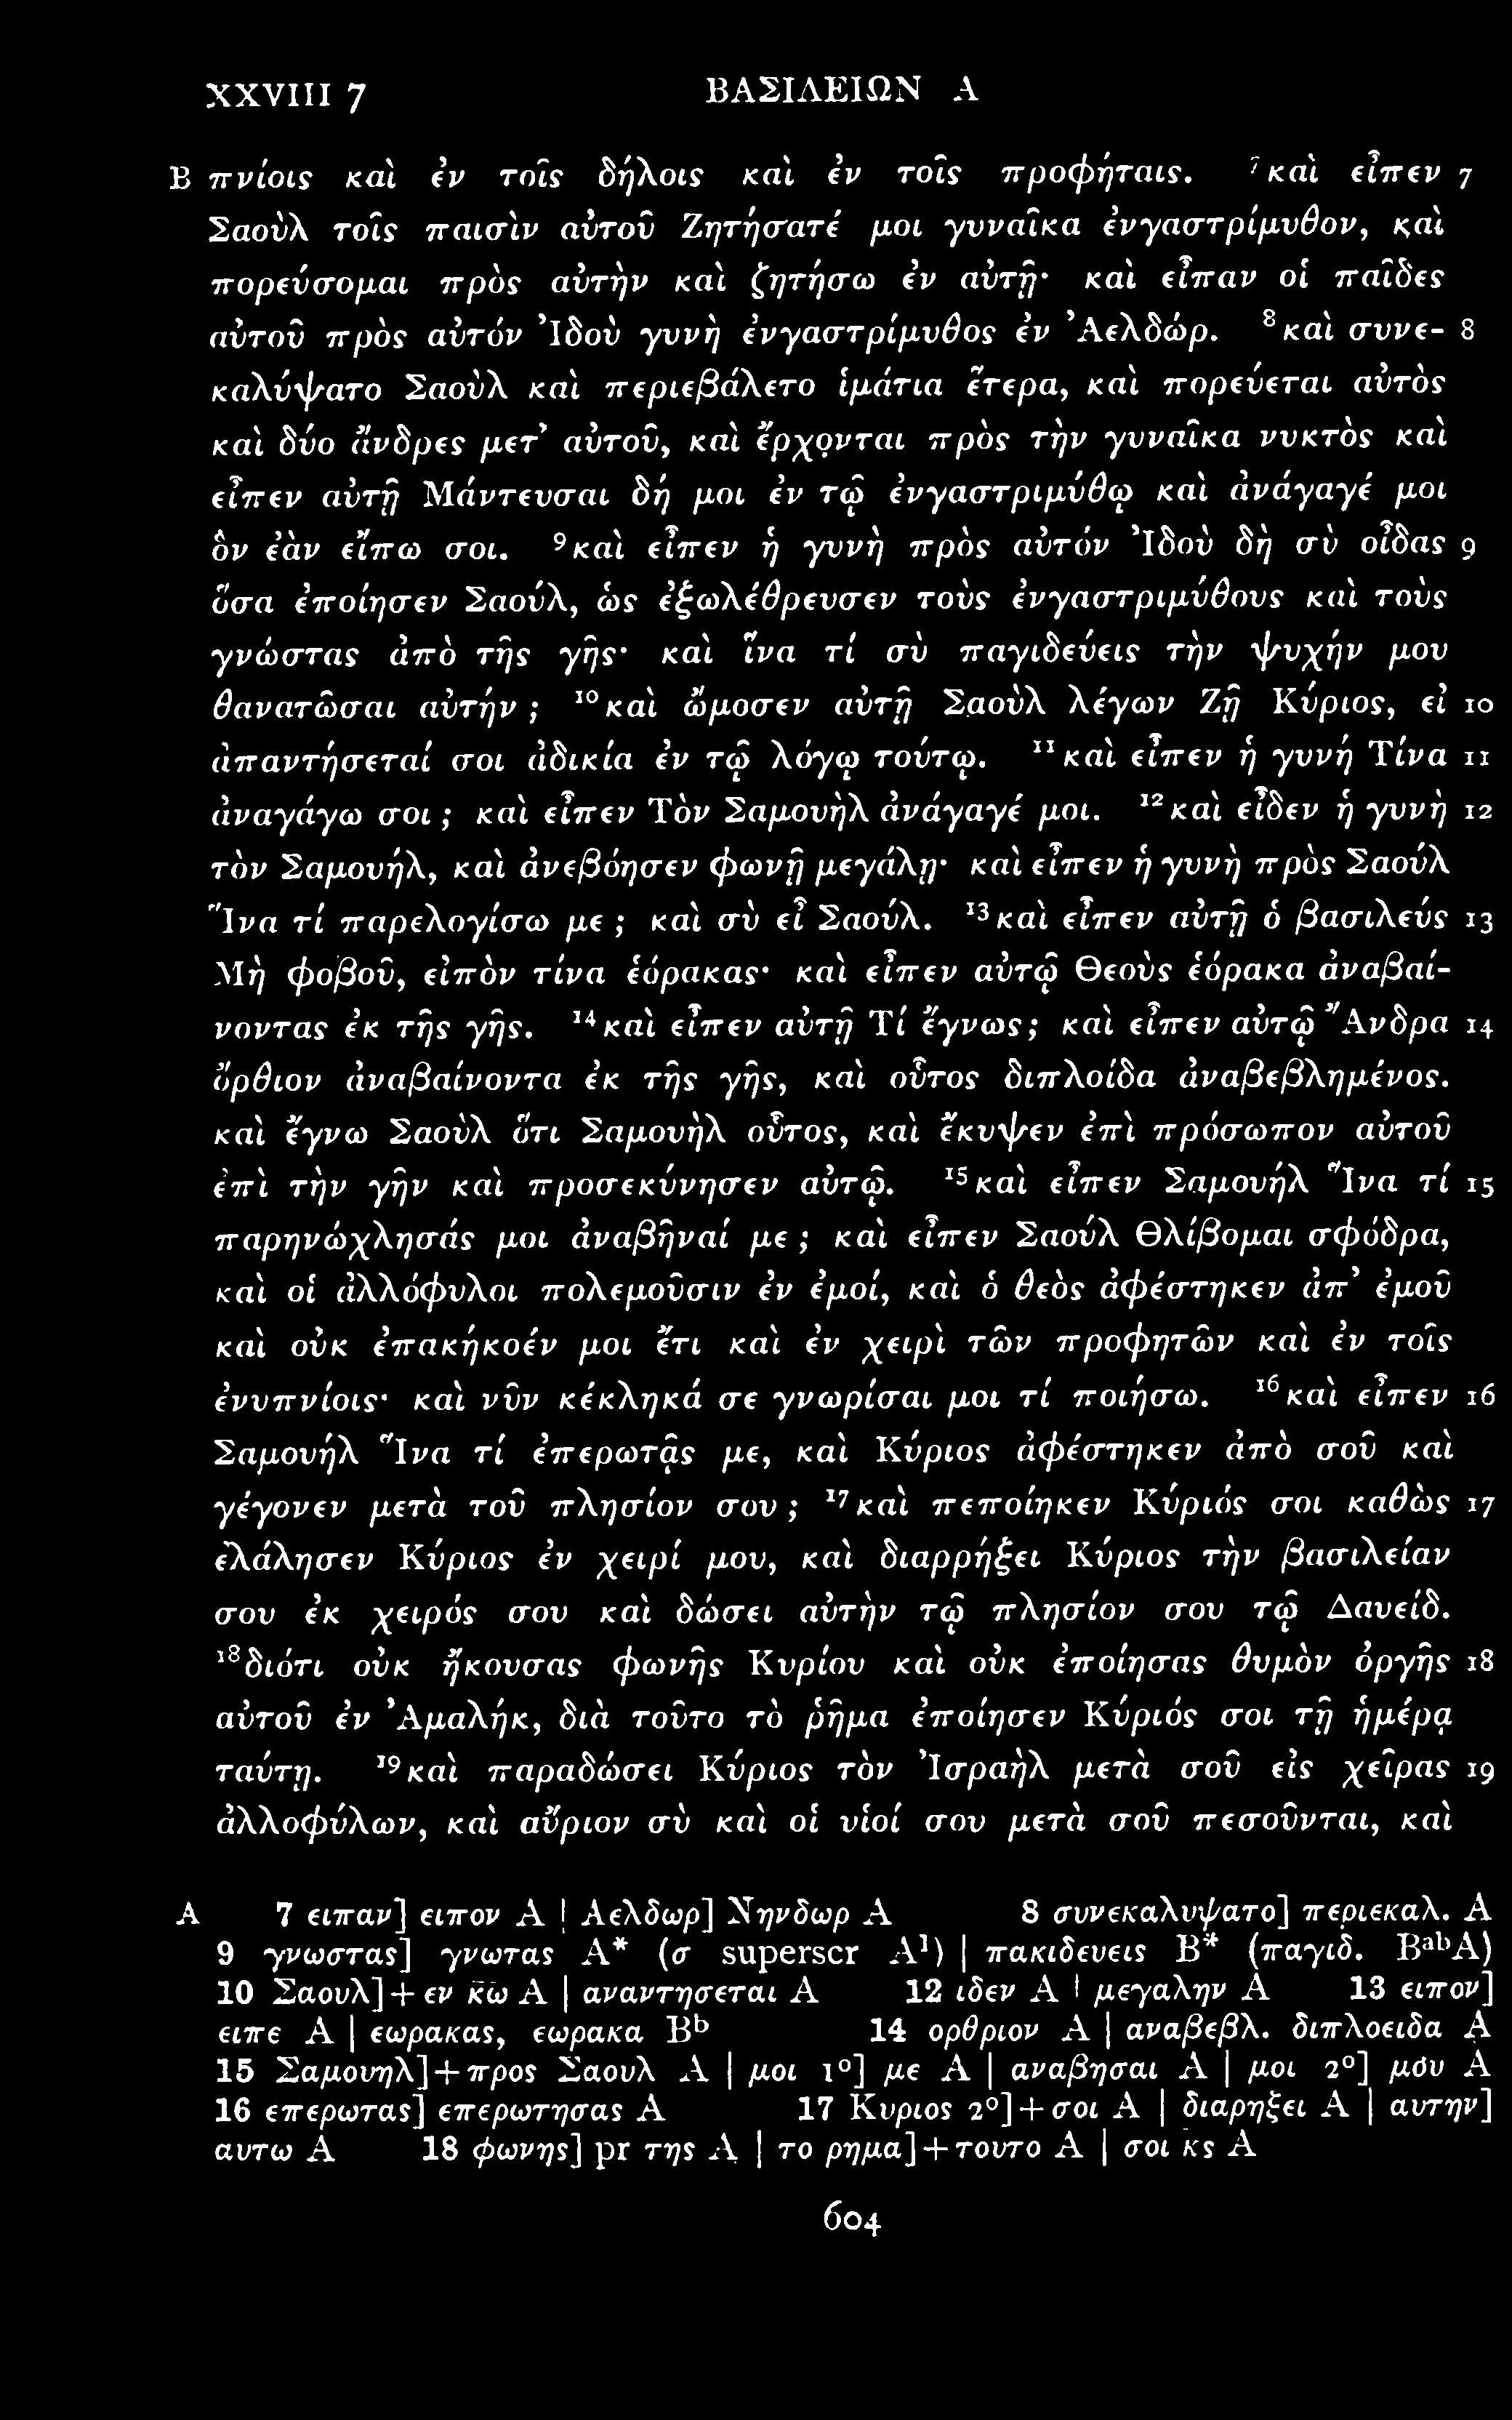 XXVIII 7 ΒΑΣΙΛΕΙΩΝ Α
B πνίοις καὶ ἐν τοῖς δήλοις καὶ ἐν τοῖς προφήταις. ⁷καὶ εἶπεν 7
Σαοὺλ τοῖς παισὶν αὐτοῦ Ζητήσατέ μοι γυναῖκα ἐνγαστρίμυθον, καὶ
πορεύσομαι πρὸς αὐτὴν καὶ ζητήσω ἐν αὐτῇ· καὶ εἶπαν οἱ παῖδες
αὐτοῦ πρὸς αὐτόν Ἰδοὺ γυνὴ ἐνγαστρίμυθος ἐν Ἀελδώρ. ⁸καὶ συνε- 8
καλύψατο Σαοὺλ καὶ περιεβάλετο ἱμάτια ἕτερα, καὶ πορεύεται αὐτὸς
καὶ δύο ἄνδρες μετ᾽ αὐτοῦ, καὶ ἔρχονται πρὸς τὴν γυναῖκα νυκτὸς καὶ
εἶπεν αὐτῇ Μάντευσαι δή μοι ἐν τῷ ἐνγαστριμύθῳ καὶ ἀνάγαγέ μοι
ὃν ἐὰν εἴπω σοι. ⁹καὶ εἶπεν ἡ γυνὴ πρὸς αὐτόν Ἰδοὺ δὴ σὺ οἶδας 9
ὅσα ἐποίησεν Σαούλ, ὡς ἐξωλέθρευσεν τοὺς ἐνγαστριμύθους καὶ τοὺς
γνώστας ἀπὸ τῆς γῆς· καὶ ἵνα τί σὺ παγιδεύεις τὴν ψυχήν μου
θανατῶσαι αὐτήν; ¹⁰καὶ ὤμοσεν αὐτῇ Σαοὺλ λέγων Ζῇ Κύριος, εἰ 10
ἀπαντήσεταί σοι ἀδικία ἐν τῷ λόγῳ τούτῳ. ¹¹καὶ εἶπεν ἡ γυνή Τίνα 11
ἀναγάγω σοι; καὶ εἶπεν Τὸν Σαμουὴλ ἀνάγαγέ μοι. ¹²καὶ εἶδεν ἡ γυνὴ 12
τὸν Σαμουήλ, καὶ ἀνεβόησεν φωνῇ μεγάλῃ· καὶ εἶπεν ἡ γυνὴ πρὸς Σαούλ
Ἵνα τί παρελογίσω με; καὶ σὺ εἶ Σαούλ. ¹³καὶ εἶπεν αὐτῇ ὁ βασιλεύς 13
Μὴ φοβοῦ, εἰπὸν τίνα ἑόρακας· καὶ εἶπεν αὐτῷ Θεοὺς ἑόρακα ἀναβαί-
νοντας ἐκ τῆς γῆς. ¹⁴καὶ εἶπεν αὐτῇ Τί ἔγνως; καὶ εἶπεν αὐτῷ Ἄνδρα 14
ὄρθιον ἀναβαίνοντα ἐκ τῆς γῆς, καὶ οὗτος διπλοίδα ἀναβεβλημένος.
καὶ ἔγνω Σαοὺλ ὅτι Σαμουὴλ οὗτος, καὶ ἔκυψεν ἐπὶ πρόσωπον αὐτοῦ
ἐπὶ τὴν γῆν καὶ προσεκύνησεν αὐτῷ. ¹⁵καὶ εἶπεν Σαμουήλ Ἵνα τί 15
παρηνώχλησάς μοι ἀναβῆναί με; καὶ εἶπεν Σαούλ Θλίβομαι σφόδρα,
καὶ οἱ ἀλλόφυλοι πολεμοῦσιν ἐν ἐμοί, καὶ ὁ θεὸς ἀφέστηκεν ἀπ᾽ ἐμοῦ
καὶ οὐκ ἐπακήκοέν μοι ἔτι καὶ ἐν χειρὶ τῶν προφητῶν καὶ ἐν τοῖς
ἐνυπνίοις· καὶ νῦν κέκληκά σε γνωρίσαι μοι τί ποιήσω. ¹⁶καὶ εἶπεν 16
Σαμουήλ Ἵνα τί ἐπερωτᾷς με, καὶ Κύριος ἀφέστηκεν ἀπὸ σοῦ καὶ
γέγονεν μετὰ τοῦ πλησίον σου; ¹⁷καὶ πεποίηκεν Κύριός σοι καθὼς 17
ἐλάλησεν Κύριος ἐν χειρί μου, καὶ διαρρήξει Κύριος τὴν βασιλείαν
σου ἐκ χειρός σου καὶ δώσει αὐτὴν τῷ πλησίον σου τῷ Δαυείδ.
¹⁸διότι οὐκ ἤκουσας φωνῆς Κυρίου καὶ οὐκ ἐποίησας θυμὸν ὀργῆς 18
αὐτοῦ ἐν Ἀμαλήκ, διὰ τοῦτο τὸ ῥῆμα ἐποίησεν Κύριός σοι τῇ ἡμέρᾳ
ταύτῃ. ¹⁹καὶ παραδώσει Κύριος τὸν Ἰσραὴλ μετὰ σοῦ εἰς χεῖρας 19
ἀλλοφύλων, καὶ αὔριον σὺ καὶ οἱ υἱοί σου μετὰ σοῦ πεσοῦνται, καὶ
A 7 ειπαν] ειπον A | Αελδωρ] Νηνδωρ A 8 συνεκαλυψατο] περιεκαλ. A
9 γνωστας] γνωτας A* (σ superscr A¹) | πακιδευεις B* (παγιδ. BᵃᵇA)
10 Σαουλ]+εν κ̅ω̅ A | αναντησεται A 12 ιδεν A | μεγαλην A 13 ειπον]
ειπε A | εωρακας, εωρακα Bᵇ 14 ορθριον A | αναβεβλ. διπλοειδα A
15 Σαμουηλ]+προς Σαουλ A | μοι 1°] με A | αναβησαι A | μοι 2°] μου A
16 επερωτας] επερωτησας A 17 Κυριος 2°]+σοι A | διαρηξει A | αυτην]
αυτω A 18 φωνης] pr της A | το ρημα]+τουτο A | σοι κ̅ς̅ A
604